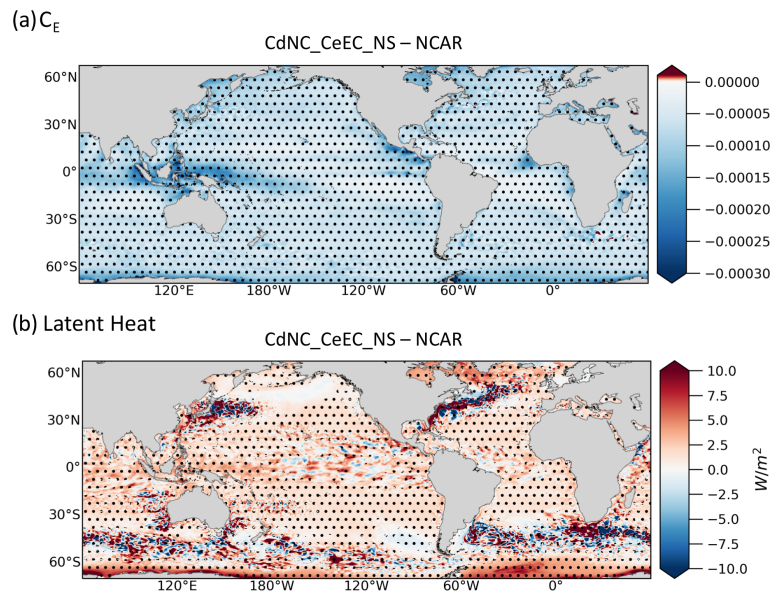 (a) C_E
CdNC_CeEC_NS – NCAR
60°N
30°N
0°
30°S
60°S
120°E 180°W 120°W 60°W 0°
0.00000
−0.00005
−0.00010
−0.00015
−0.00020
−0.00025
−0.00030
(b) Latent Heat
CdNC_CeEC_NS – NCAR
60°N
30°N
0°
30°S
60°S
120°E 180°W 120°W 60°W 0°
10.0
7.5
5.0
2.5
0.0
−2.5
−5.0
−7.5
−10.0
W/m²